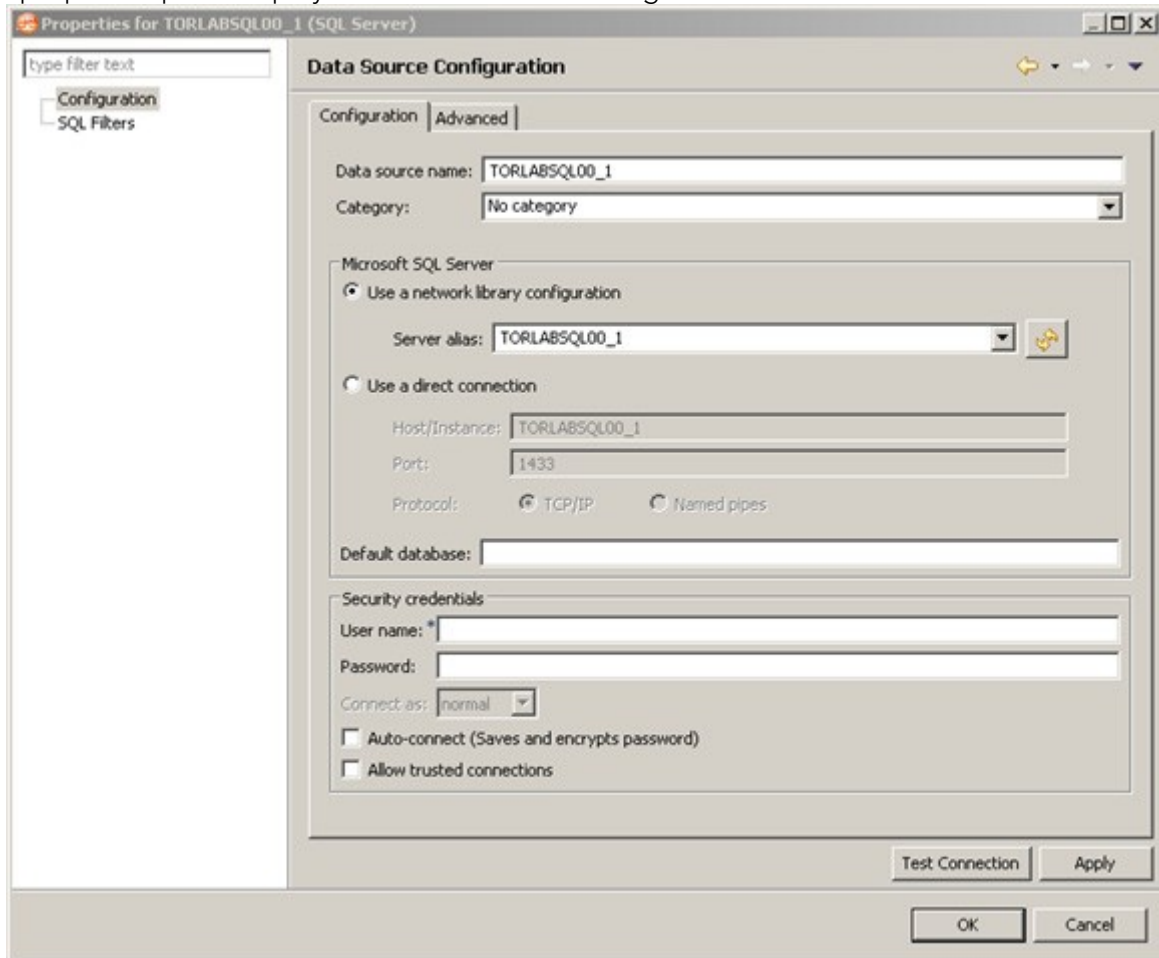 Properties for TORLABSQL00_1 (SQL Server)
type filter text
Configuration
SQL Filters
Data Source Configuration
Configuration
Advanced
Data source name: TORLABSQL00_1
Category: No category
Microsoft SQL Server
Use a network library configuration
Server alias: TORLABSQL00_1
Use a direct connection
Host/Instance: TORLABSQL00_1
Port: 1433
Protocol: TCP/IP Named pipes
Default database:
Security credentials
User name: *
Password:
Connect as: normal
Auto-connect (Saves and encrypts password)
Allow trusted connections
Test Connection Apply
OK Cancel